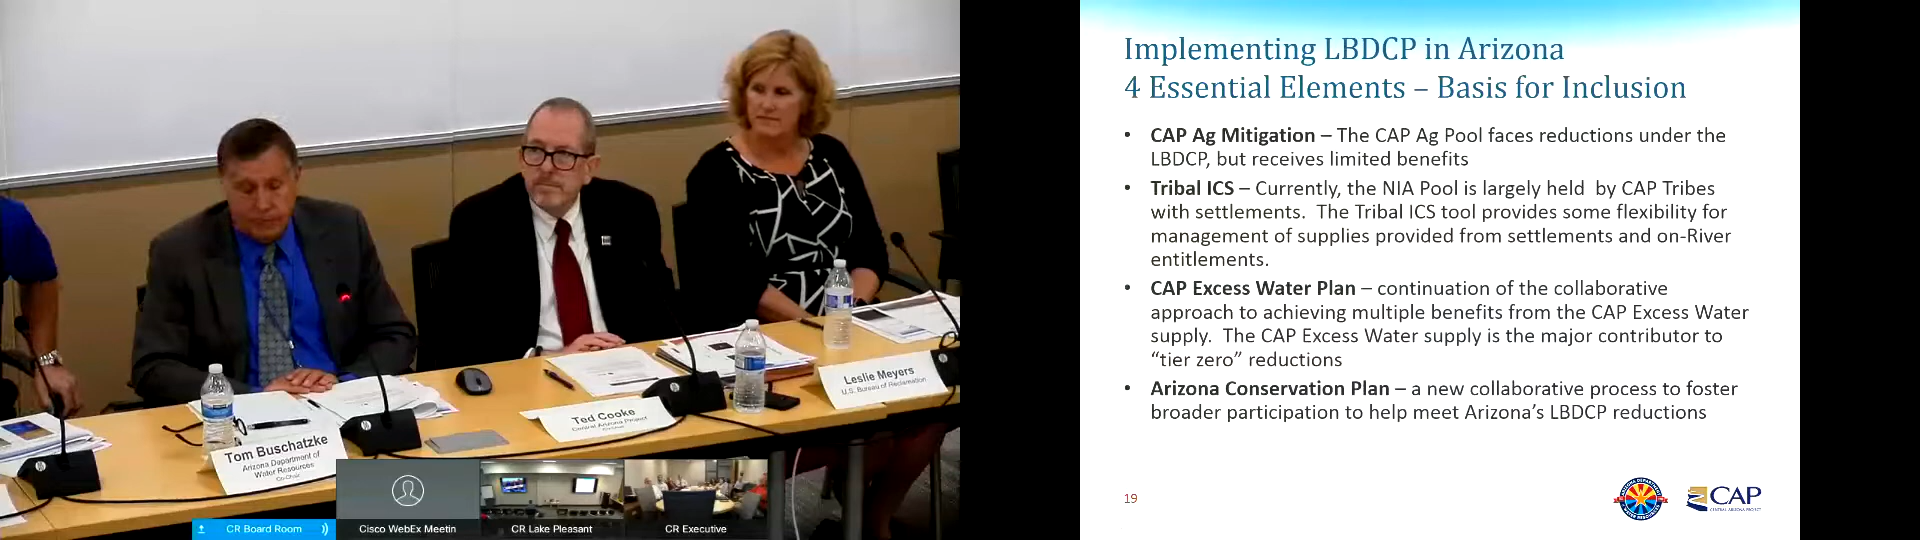 Implementing LBDCP in Arizona
4 Essential Elements – Basis for Inclusion
• CAP Ag Mitigation – The CAP Ag Pool faces reductions under the
LBDCP, but receives limited benefits
• Tribal ICS – Currently, the NIA Pool is largely held by CAP Tribes
with settlements. The Tribal ICS tool provides some flexibility for
management of supplies provided from settlements and on-River
entitlements.
• CAP Excess Water Plan – continuation of the collaborative
approach to achieving multiple benefits from the CAP Excess Water
supply. The CAP Excess Water supply is the major contributor to
“tier zero” reductions
• Arizona Conservation Plan – a new collaborative process to foster
broader participation to help meet Arizona’s LBDCP reductions
19
CAP
CENTRAL ARIZONA PROJECT
Leslie Meyers
U.S. Bureau of Reclamation
Ted Cooke
Central Arizona Project
Tom Buschatzke
Arizona Department of
Water Resources
Co-Chair
CR Board Room
Cisco WebEx Meetin
CR Lake Pleasant
CR Executive